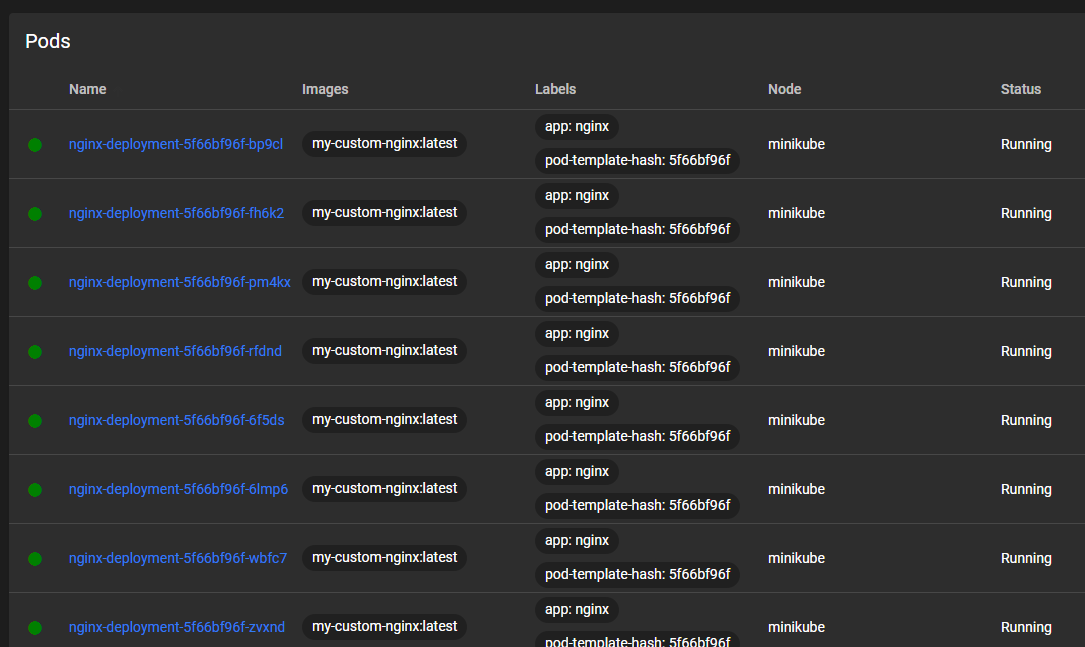 Pods
Name Images Labels Node Status
app: nginx
nginx-deployment-5f66bf96f-bp9cl my-custom-nginx:latest minikube Running
pod-template-hash: 5f66bf96f
app: nginx
nginx-deployment-5f66bf96f-fh6k2 my-custom-nginx:latest minikube Running
pod-template-hash: 5f66bf96f
app: nginx
nginx-deployment-5f66bf96f-pm4kx my-custom-nginx:latest minikube Running
pod-template-hash: 5f66bf96f
app: nginx
nginx-deployment-5f66bf96f-rfdnd my-custom-nginx:latest minikube Running
pod-template-hash: 5f66bf96f
app: nginx
nginx-deployment-5f66bf96f-6f5ds my-custom-nginx:latest minikube Running
pod-template-hash: 5f66bf96f
app: nginx
nginx-deployment-5f66bf96f-6lmp6 my-custom-nginx:latest minikube Running
pod-template-hash: 5f66bf96f
app: nginx
nginx-deployment-5f66bf96f-wbfc7 my-custom-nginx:latest minikube Running
pod-template-hash: 5f66bf96f
app: nginx
nginx-deployment-5f66bf96f-zvxnd my-custom-nginx:latest minikube Running
pod-template-hash: 5f66bf96f